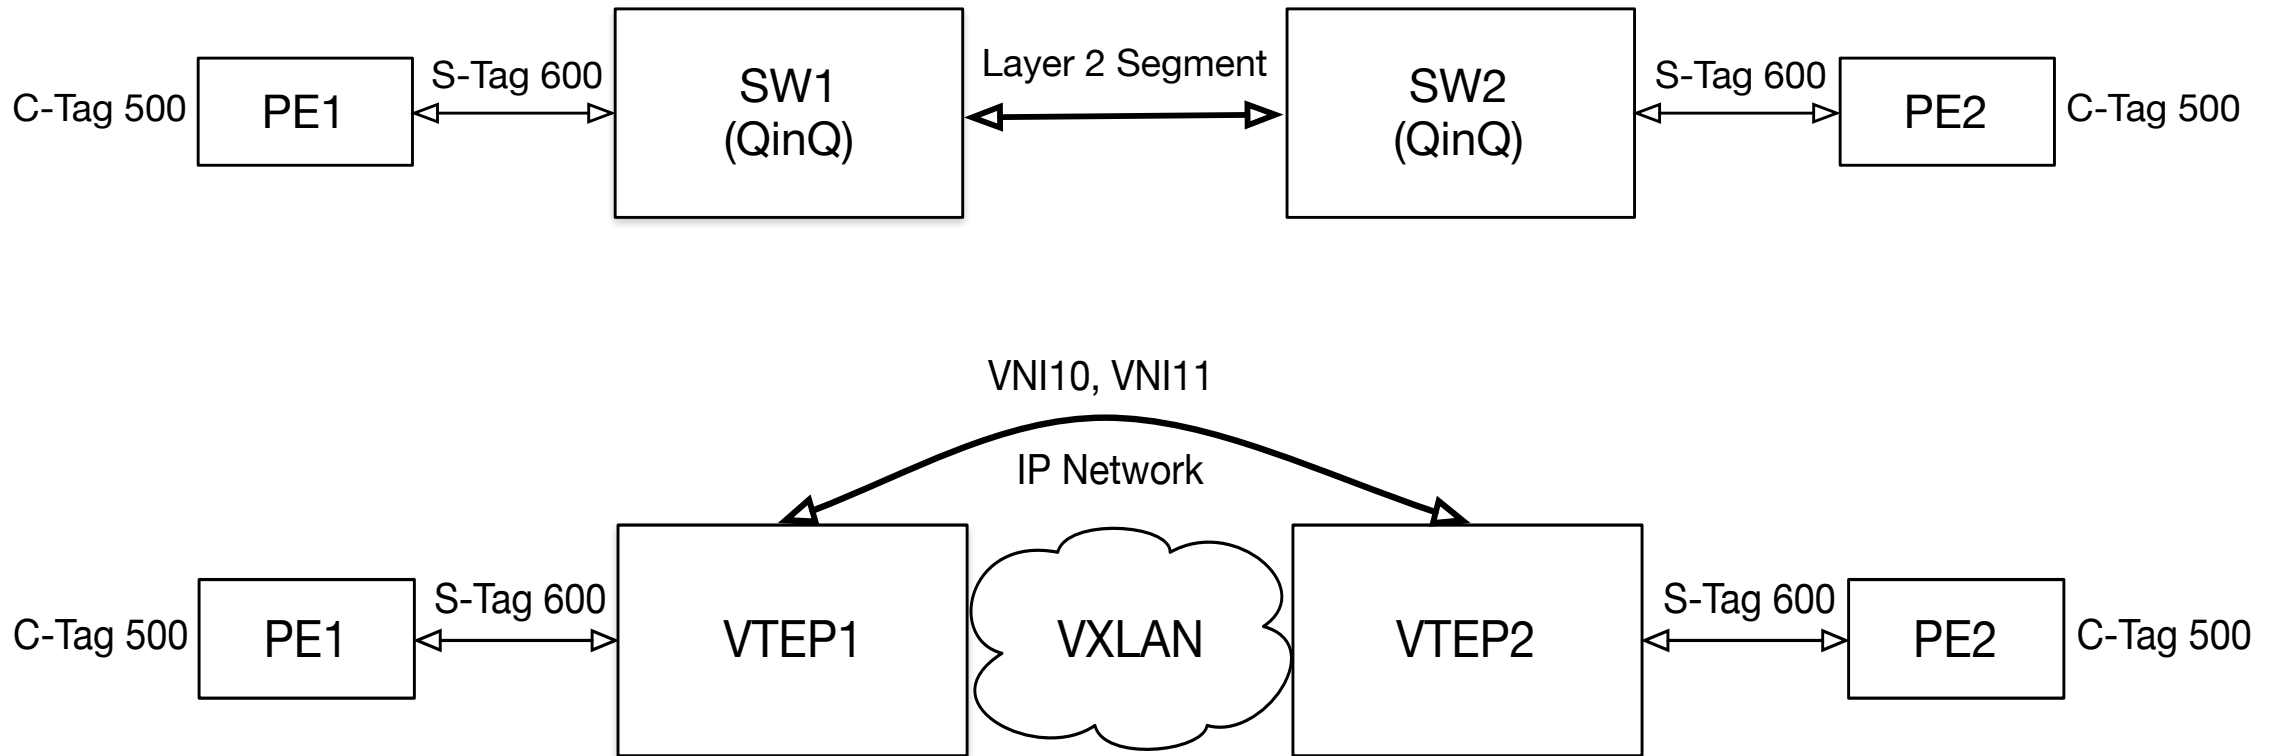 Layer 2 Segment
C-Tag 500
PE1
S-Tag 600
SW1
(QinQ)
SW2
(QinQ)
S-Tag 600
PE2
C-Tag 500
VNI10, VNI11
IP Network
C-Tag 500
PE1
S-Tag 600
VTEP1
VXLAN
VTEP2
S-Tag 600
PE2
C-Tag 500